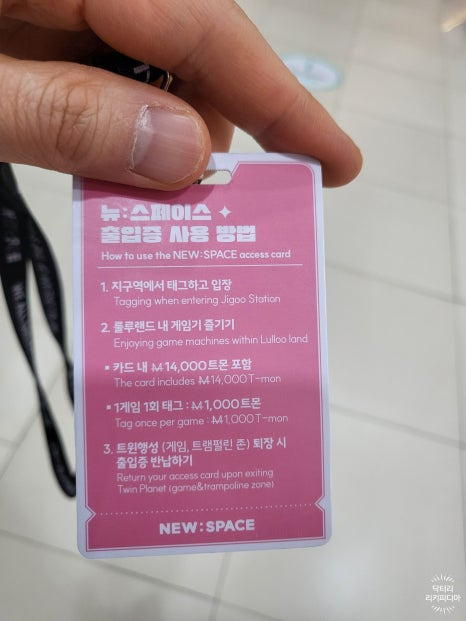 뉴:스페이스 ✦
출입증 사용 방법
How to use the NEW:SPACE access card
1. 지구역에서 태그하고 입장
Tagging when entering Jigoo Station
2. 룰루랜드 내 게임기 즐기기
Enjoying game machines within Lulloo land
▪ 카드 내 M14,000트몬 포함
The card includes M14,000 T-mon
▪ 1게임 1회 태그 : M1,000트몬
Tag once per game : M1,000 T-mon
3. 트윈행성 (게임, 트램펄린 존) 퇴장 시
출입증 반납하기
Return your access card upon exiting
Twin Planet (game&trampoline zone)
NEW:SPACE
닥터리
리키피디아